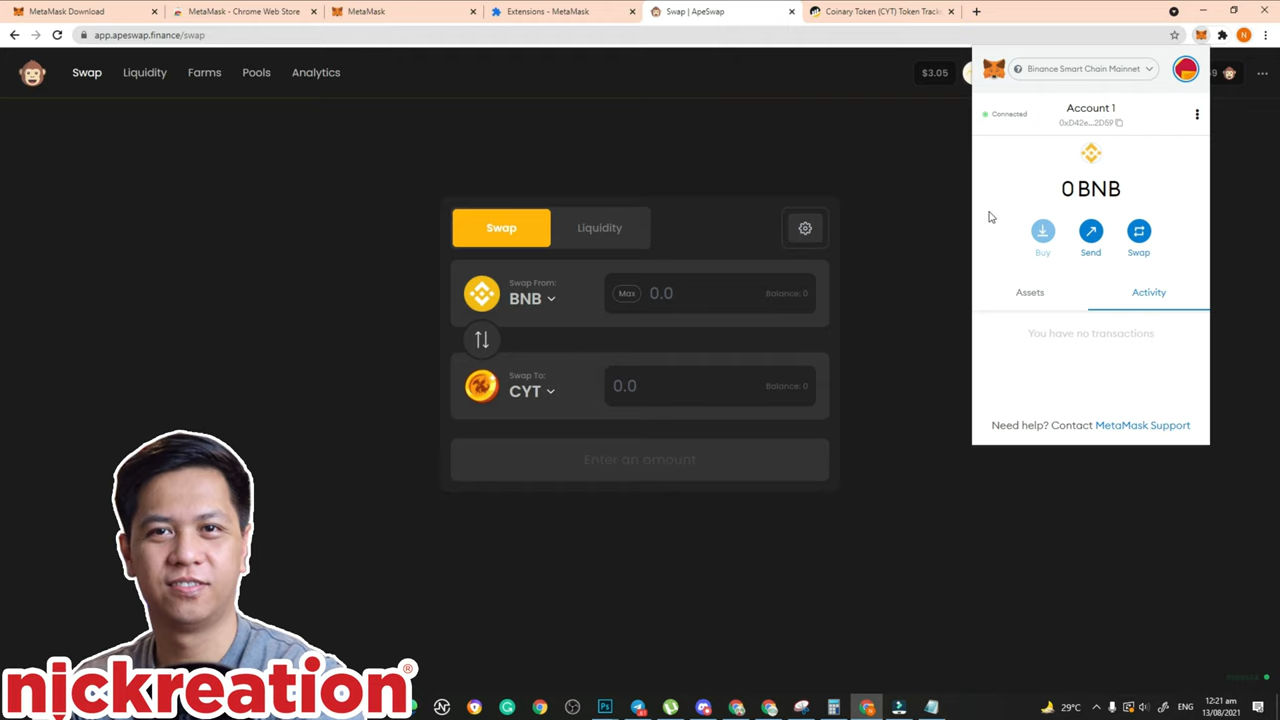 MetaMask Download
MetaMask - Chrome Web Store
MetaMask
Extensions - MetaMask
Swap | ApeSwap
Coinary Token (CYT) Token Track
app.apeswap.finance/swap
Swap
Liquidity
Farms
Pools
Analytics
$3.05
Binance Smart Chain Mainnet
Connected
Account 1
0xD42e...2D59
0 BNB
Buy
Send
Swap
Assets
Activity
You have no transactions
Need help? Contact MetaMask Support
Swap
Liquidity
Swap From:
BNB
Max
0.0
Balance: 0
Swap To:
CYT
0.0
Balance: 0
Enter an amount
nickreation®
29°C
ENG
12:21 am
13/08/2021